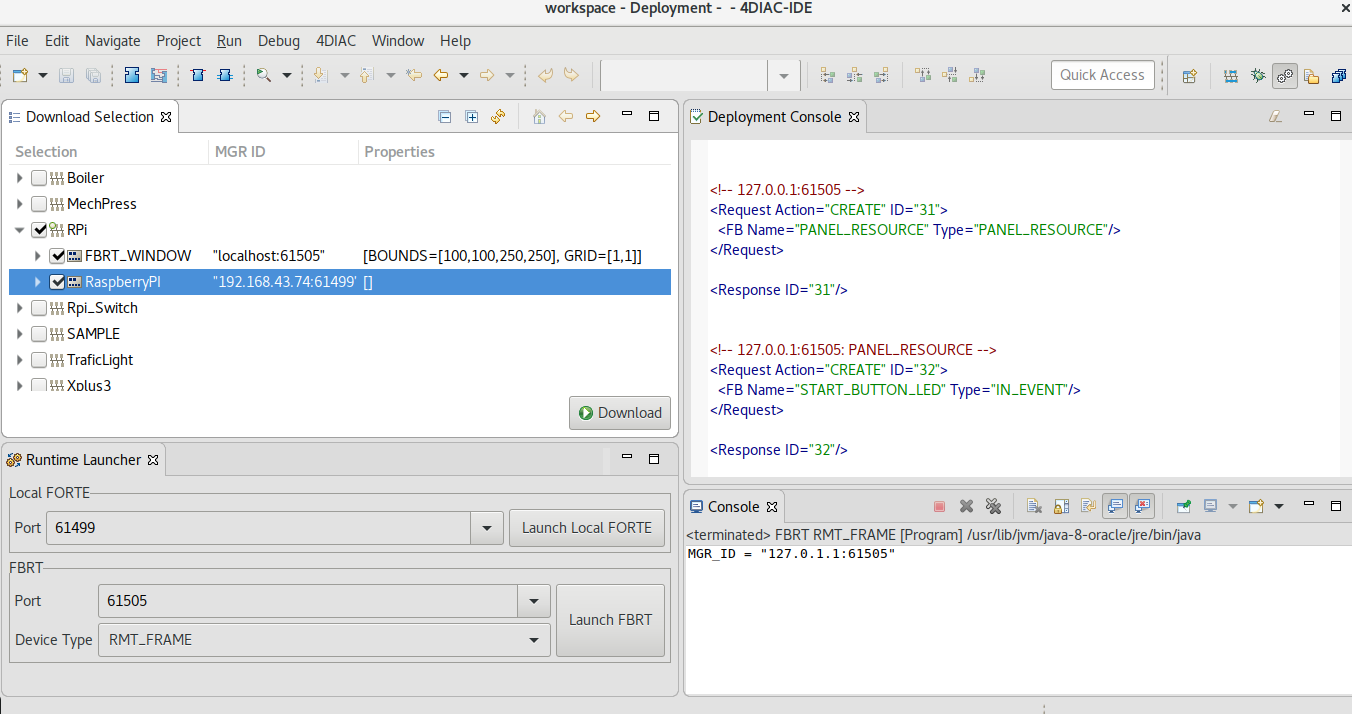 workspace - Deployment -  - 4DIAC-IDE
File Edit Navigate Project Run Debug 4DIAC Window Help
Quick Access
Download Selection
Selection MGR ID Properties
Boiler
MechPress
RPi
FBRT_WINDOW "localhost:61505" [BOUNDS=[100,100,250,250], GRID=[1,1]]
RaspberryPI "192.168.43.74:61499" []
Rpi_Switch
SAMPLE
TraficLight
Xplus3
Download
Runtime Launcher
Local FORTE
Port 61499 Launch Local FORTE
FBRT
Port 61505
Launch FBRT
Device Type RMT_FRAME
Deployment Console
<!-- 127.0.0.1:61505 -->
<Request Action="CREATE" ID="31">
<FB Name="PANEL_RESOURCE" Type="PANEL_RESOURCE"/>
</Request>
<Response ID="31"/>
<!-- 127.0.0.1:61505: PANEL_RESOURCE -->
<Request Action="CREATE" ID="32">
<FB Name="START_BUTTON_LED" Type="IN_EVENT"/>
</Request>
<Response ID="32"/>
Console
<terminated> FBRT RMT_FRAME [Program] /usr/lib/jvm/java-8-oracle/jre/bin/java
MGR_ID = "127.0.1.1:61505"